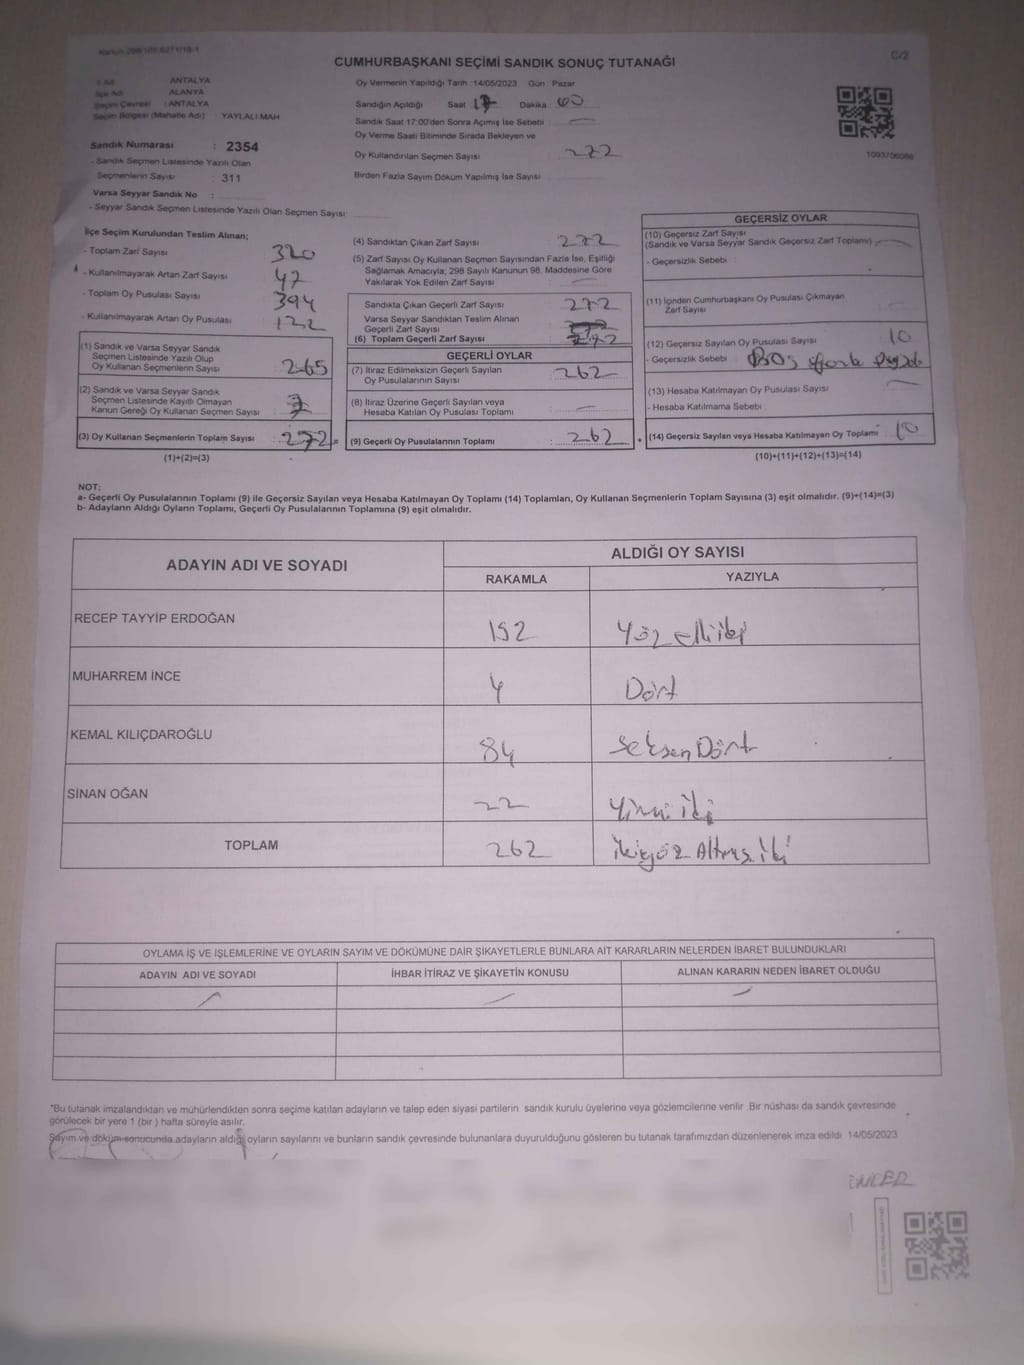 CUMHURBAŞKANI SEÇİMİ SANDIK SONUÇ TUTANAĞI
C/2
İl Adı : ANTALYA
İlçe Adı : ALANYA
Seçim Çevresi : ANTALYA
Seçim Bölgesi (Mahalle Adı) : YAYLALI MAH
Sandık Numarası : 2354
- Sandık Seçmen Listesinde Yazılı Olan
Seçmenlerin Sayısı : 311
Varsa Seyyar Sandık No :
- Seyyar Sandık Seçmen Listesinde Yazılı Olan Seçmen Sayısı:
Oy Vermenin Yapıldığı Tarih : 14/05/2023 Gün : Pazar
Sandığın Açıldığı Saat : 17 Dakika :
Sandık Saat 17:00'den Sonra Açımış İse Sebebi :
Oy Verme Saati Bitiminde Sırada Bekleyen ve
Oy Kullandırılan Seçmen Sayısı : 272
Birden Fazla Sayım Döküm Yapılmış İse Sayısı :
1093756086
İlçe Seçim Kurulundan Teslim Alınan;
- Toplam Zarf Sayısı : 320
- Kullanılmayarak Artan Zarf Sayısı : 47
- Toplam Oy Pusulası Sayısı : 394
- Kullanılmayarak Artan Oy Pusulası : 122
(1) Sandık ve Varsa Seyyar Sandık
Seçmen Listesinde Yazılı Olup
Oy Kullanan Seçmenlerin Sayısı : 265
(2) Sandık ve Varsa Seyyar Sandık
Seçmen Listesinde Kayıtlı Olmayan
Kanun Gereği Oy Kullanan Seçmen Sayısı : 7
(3) Oy Kullanan Seçmenlerin Toplam Sayısı : 272 =
(1)+(2)=(3)
(4) Sandıktan Çıkan Zarf Sayısı : 272
(5) Zarf Sayısı Oy Kullanan Seçmen Sayısından Fazla İse, Eşitliği
Sağlamak Amacıyla; 298 Sayılı Kanunun 98. Maddesine Göre
Yakılarak Yok Edilen Zarf Sayısı :
Sandıkta Çıkan Geçerli Zarf Sayısı : 272
Varsa Seyyar Sandıktan Teslim Alınan
Geçerli Zarf Sayısı :
(6) Toplam Geçerli Zarf Sayısı : 272
GEÇERLİ OYLAR
(7) İtiraz Edilmeksizin Geçerli Sayılan
Oy Pusulalarının Sayısı : 262
(8) İtiraz Üzerine Geçerli Sayılan veya
Hesaba Katılan Oy Pusulası Toplamı :
(9) Geçerli Oy Pusulalarının Toplamı : 262 +
GEÇERSİZ OYLAR
(10) Geçersiz Zarf Sayısı
(Sandık ve Varsa Seyyar Sandık Geçersiz Zarf Toplamı) :
- Geçersizlik Sebebi :
(11) İçinden Cumhurbaşkanı Oy Pusulası Çıkmayan
Zarf Sayısı :
(12) Geçersiz Sayılan Oy Pusulası Sayısı : 10
- Geçersizlik Sebebi : Boş
(13) Hesaba Katılmayan Oy Pusulası Sayısı :
- Hesaba Katılmama Sebebi :
(14) Geçersiz Sayılan veya Hesaba Katılmayan Oy Toplamı : 10
(10)+(11)+(12)+(13)=(14)
NOT:
a- Geçerli Oy Pusulalarının Toplamı (9) ile Geçersiz Sayılan veya Hesaba Katılmayan Oy Toplamı (14) Toplamları, Oy Kullanan Seçmenlerin Toplam Sayısına (3) eşit olmalıdır. (9)+(14)=(3)
b- Adayların Aldığı Oyların Toplamı, Geçerli Oy Pusulalarının Toplamına (9) eşit olmalıdır.
ADAYIN ADI VE SOYADI
ALDIĞI OY SAYISI
RAKAMLA YAZIYLA
RECEP TAYYİP ERDOĞAN 152 Yüz elli iki
MUHARREM İNCE 4 Dört
KEMAL KILIÇDAROĞLU 84 Seksen Dört
SİNAN OĞAN 22 Yirmi iki
TOPLAM 262 ikiyüz Altmış iki
OYLAMA İŞ VE İŞLEMLERİNE VE OYLARIN SAYIM VE DÖKÜMÜNE DAİR ŞİKAYETLERLE BUNLARA AİT KARARLARIN NELERDEN İBARET BULUNDUKLARI
ADAYIN ADI VE SOYADI İHBAR İTİRAZ VE ŞİKAYETİN KONUSU ALINAN KARARIN NEDEN İBARET OLDUĞU
*Bu tutanak imzalandıktan ve mühürlendikten sonra seçime katılan adayların ve talep eden siyasi partilerin sandık kurulu üyelerine veya gözlemcilerine verilir. Bir nüshası da sandık çevresinde
görülecek bir yere 1 (bir ) hafta süreyle asılır.
Sayım ve döküm sonucunda adayların aldığı oyların sayılarını ve bunların sandık çevresinde bulunanlara duyurulduğunu gösteren bu tutanak tarafımızdan düzenlenerek imza edildi. 14/05/2023